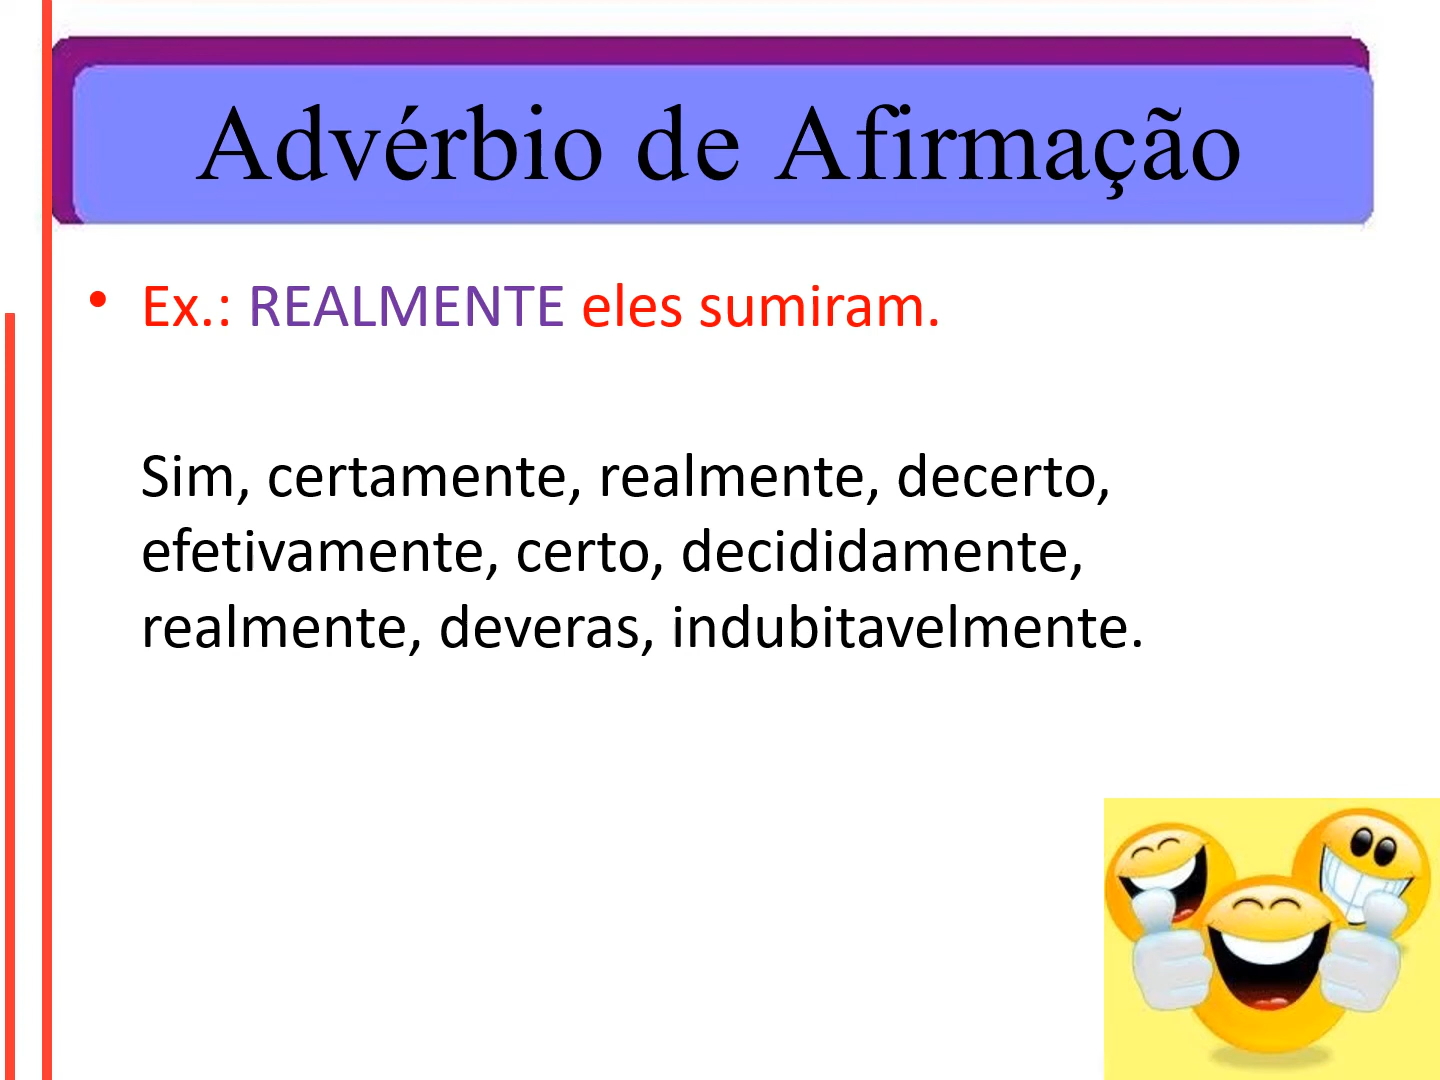 Advérbio de Afirmação
• Ex.: REALMENTE eles sumiram.
Sim, certamente, realmente, decerto,
efetivamente, certo, decididamente,
realmente, deveras, indubitavelmente.